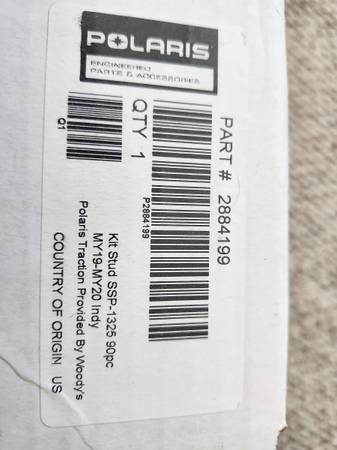 POLARIS
ENGINEERED
PARTS & ACCESSORIES
PART # 2884199
P2884199
QTY 1
Q1
Kit Stud SSP-1325 90pc
MY19-MY20 Indy
Polaris Traction Provided By Woody's
COUNTRY OF ORIGIN US